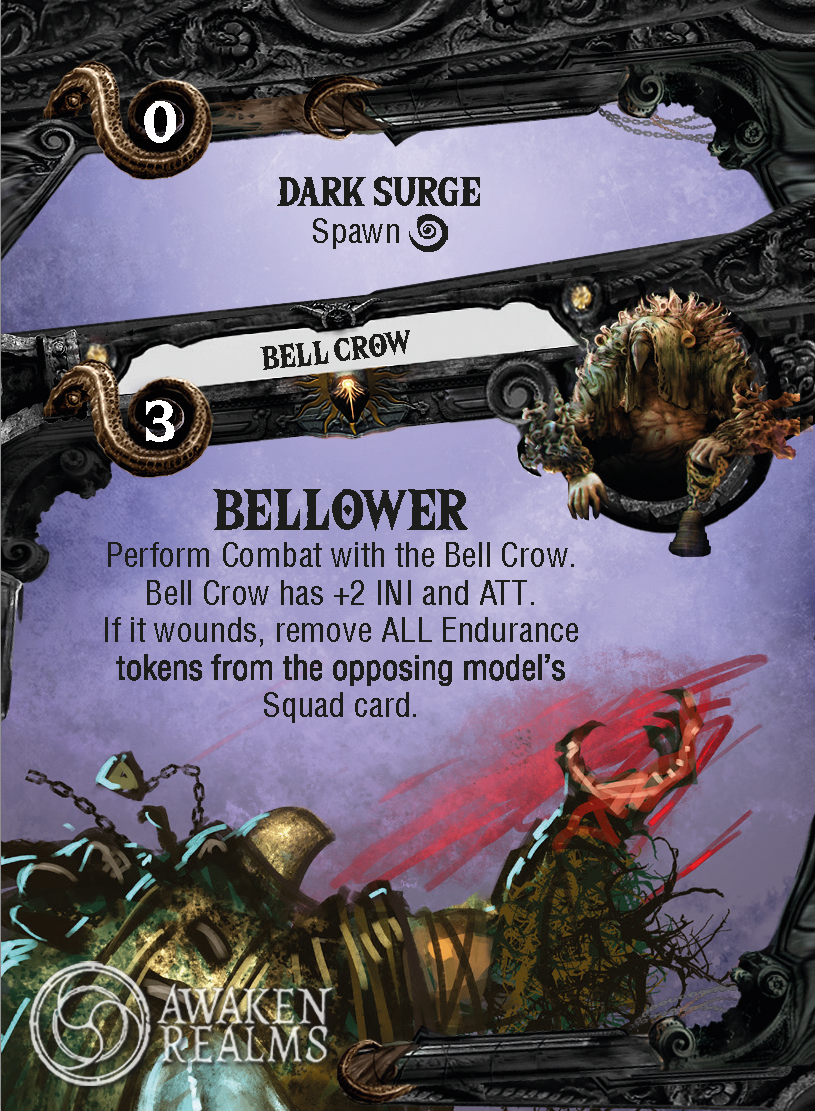 0
DARK SURGE
Spawn
BELL CROW
3
BELLOWER
Perform Combat with the Bell Crow.
Bell Crow has +2 INI and ATT.
If it wounds, remove ALL Endurance
tokens from the opposing model's
Squad card.
AWAKEN
REALMS